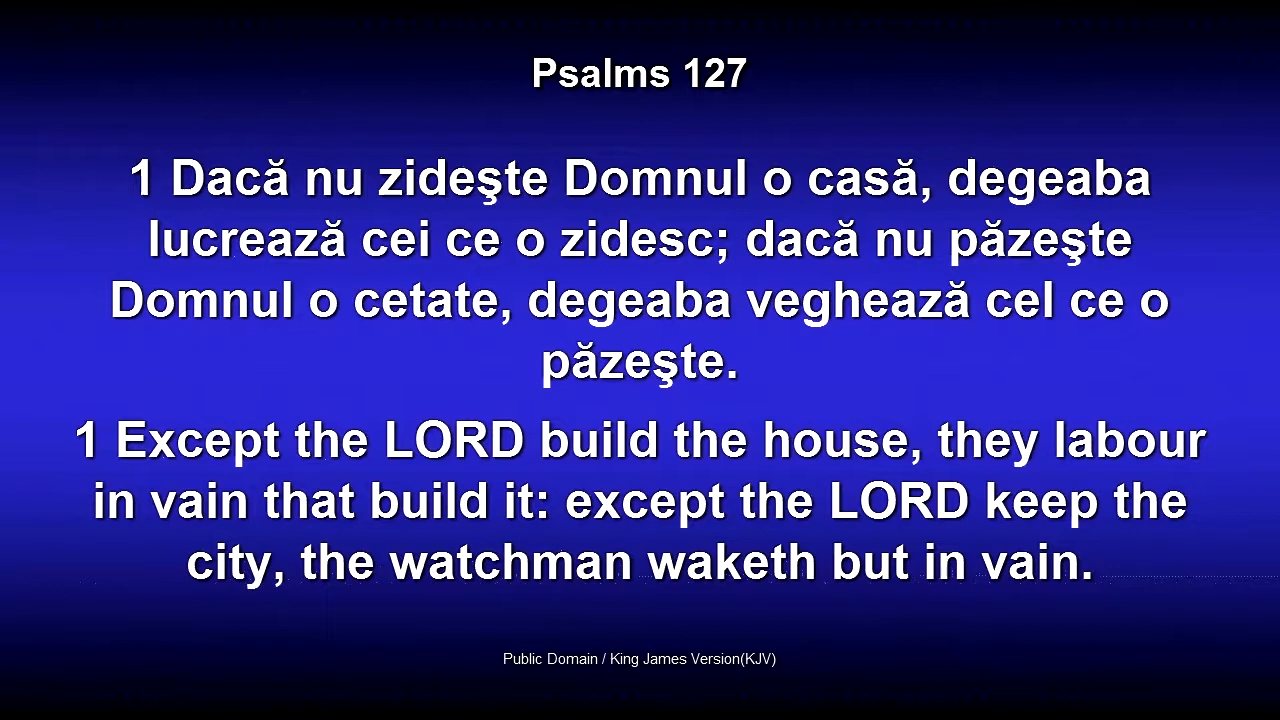 Psalms 127
1 Dacă nu zideşte Domnul o casă, degeaba
lucrează cei ce o zidesc; dacă nu păzeşte
Domnul o cetate, degeaba veghează cel ce o
păzeşte.
1 Except the LORD build the house, they labour
in vain that build it: except the LORD keep the
city, the watchman waketh but in vain.
Public Domain / King James Version(KJV)